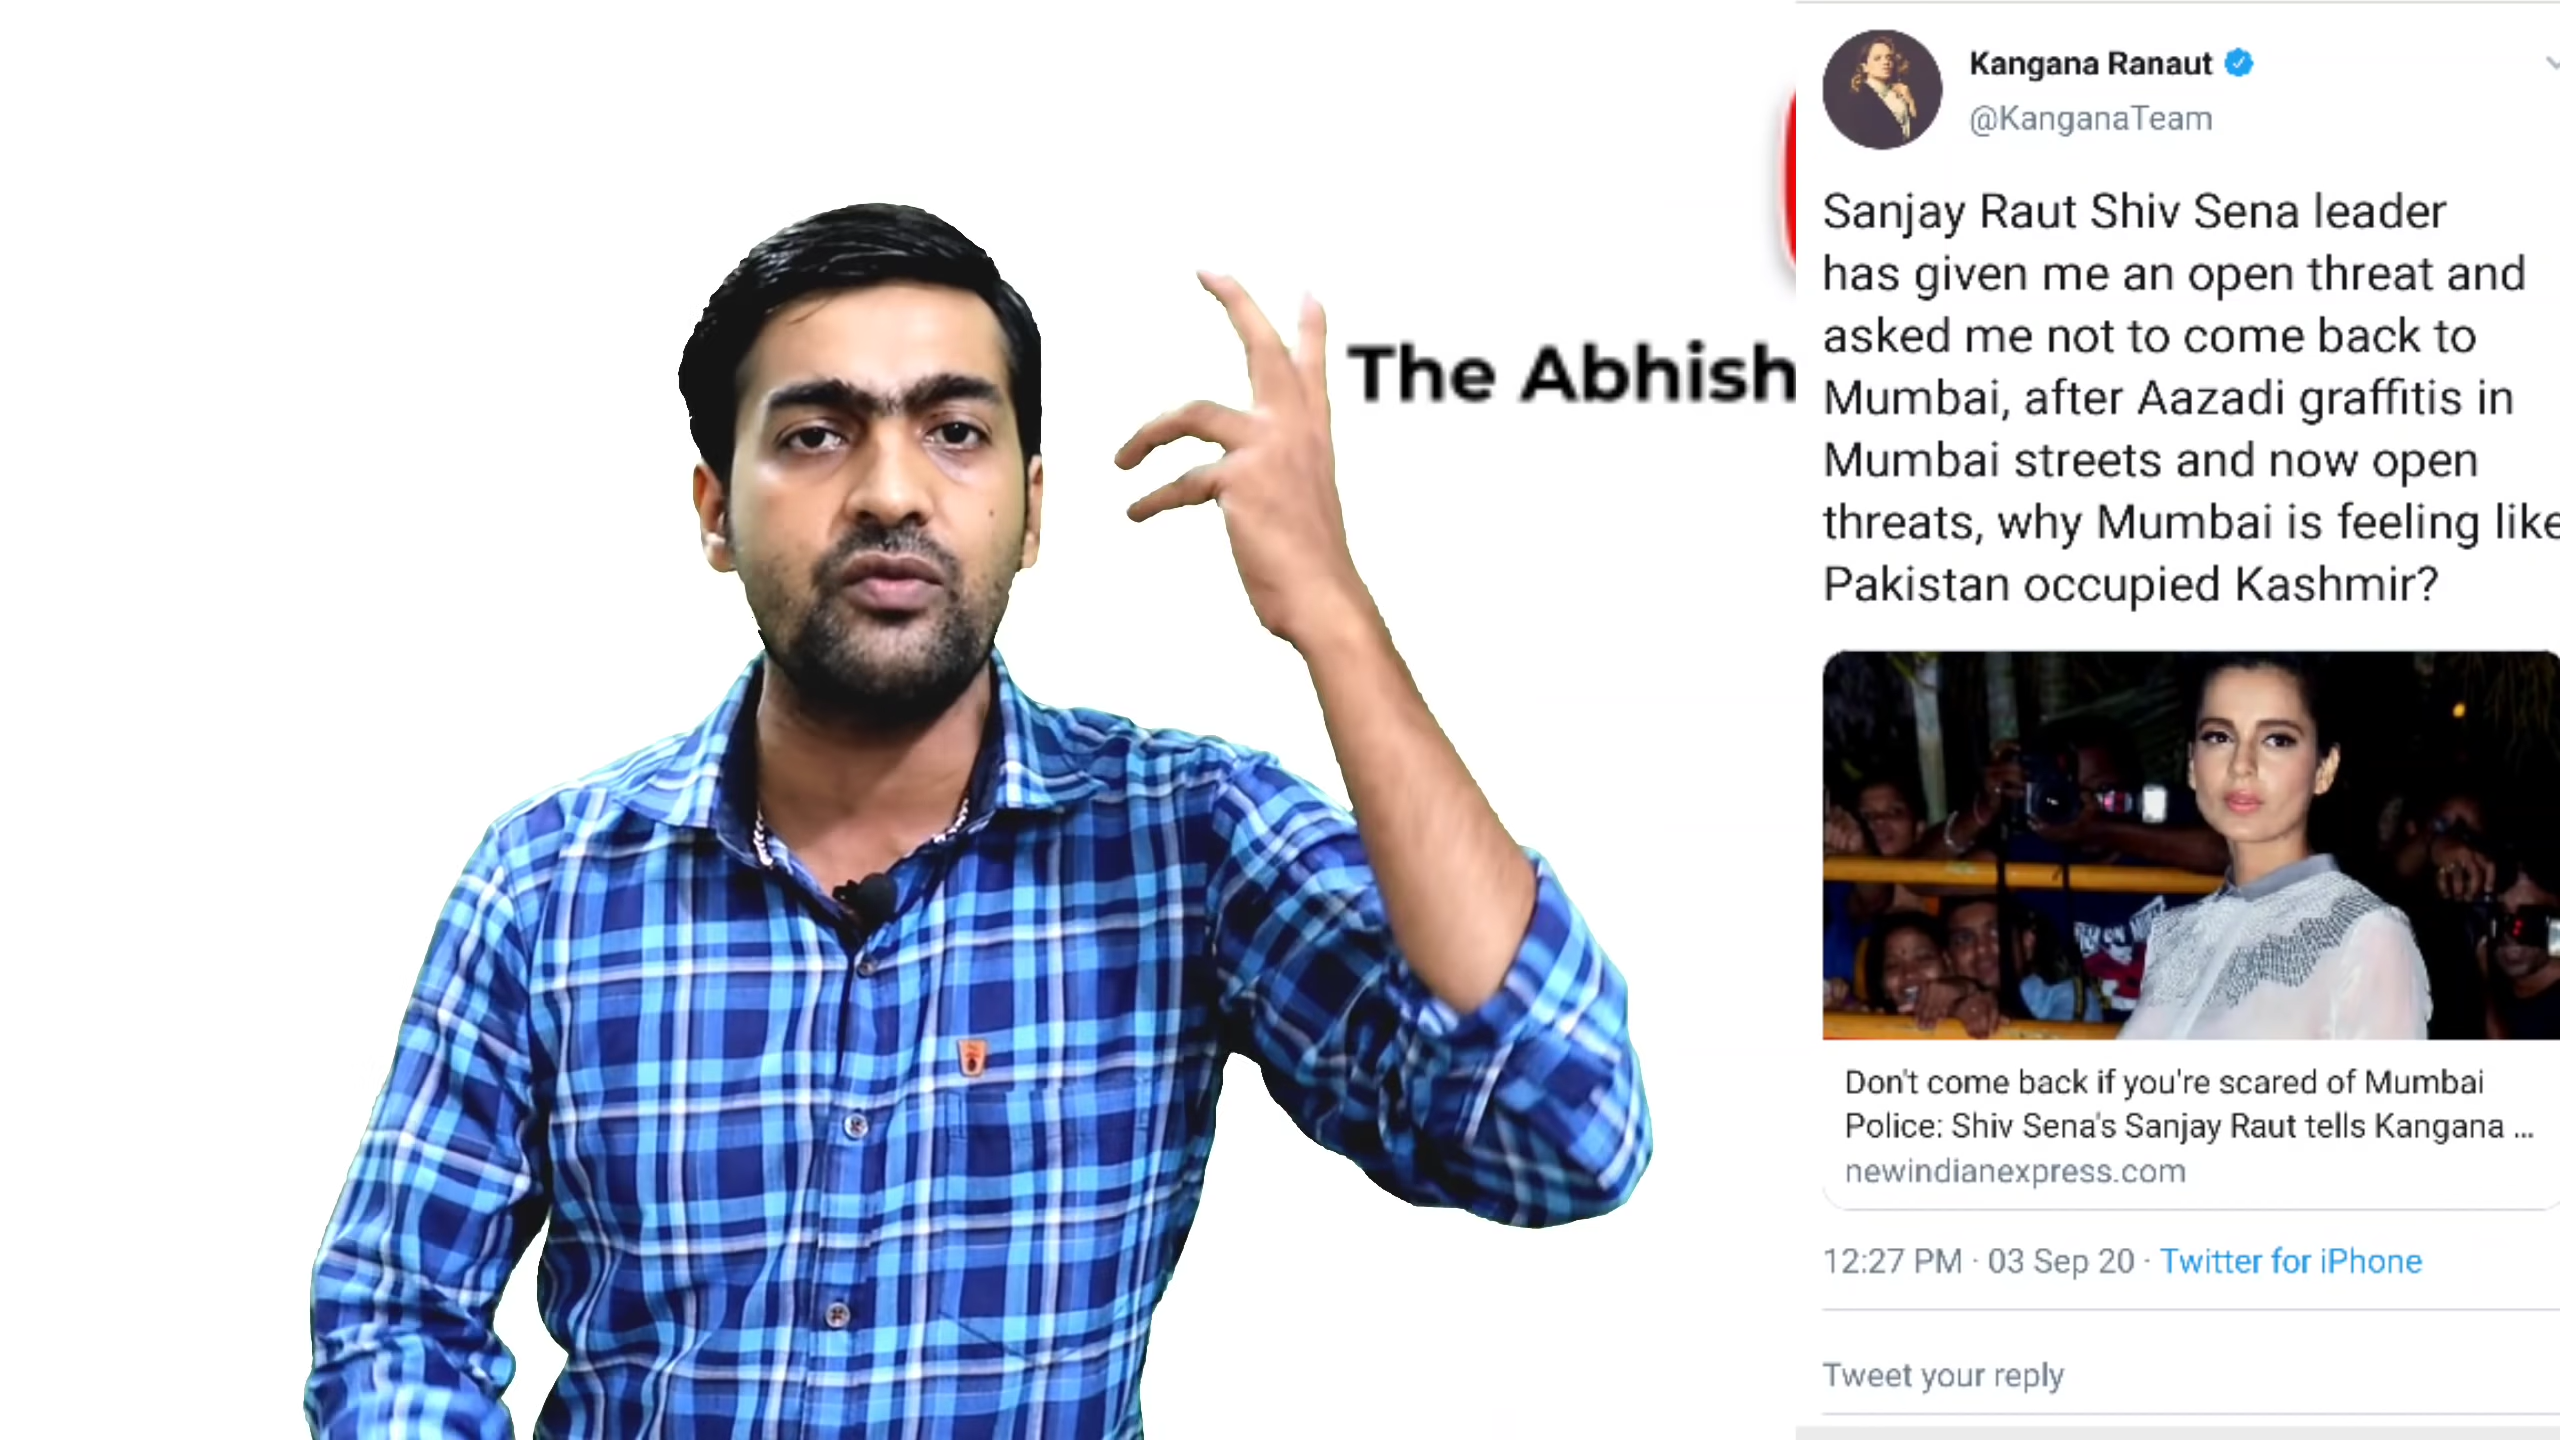 The Abhish
Kangana Ranaut
@KanganaTeam
Sanjay Raut Shiv Sena leader
has given me an open threat and
asked me not to come back to
Mumbai, after Aazadi graffitis in
Mumbai streets and now open
threats, why Mumbai is feeling like
Pakistan occupied Kashmir?
Don't come back if you're scared of Mumbai
Police: Shiv Sena's Sanjay Raut tells Kangana ...
newindianexpress.com
12:27 PM · 03 Sep 20 · Twitter for iPhone
Tweet your reply